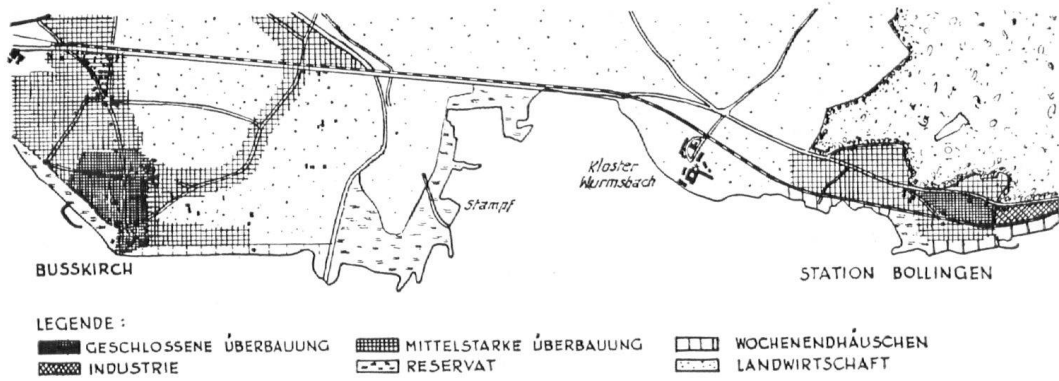 Kloster
Wurmsbach
Stampf
BUSSKIRCH
STATION BOLLINGEN
LEGENDE :
GESCHLOSSENE ÜBERBAUUNG
MITTELSTARKE ÜBERBAUUNG
WOCHENENDHÄUSCHEN
INDUSTRIE
RESERVAT
LANDWIRTSCHAFT